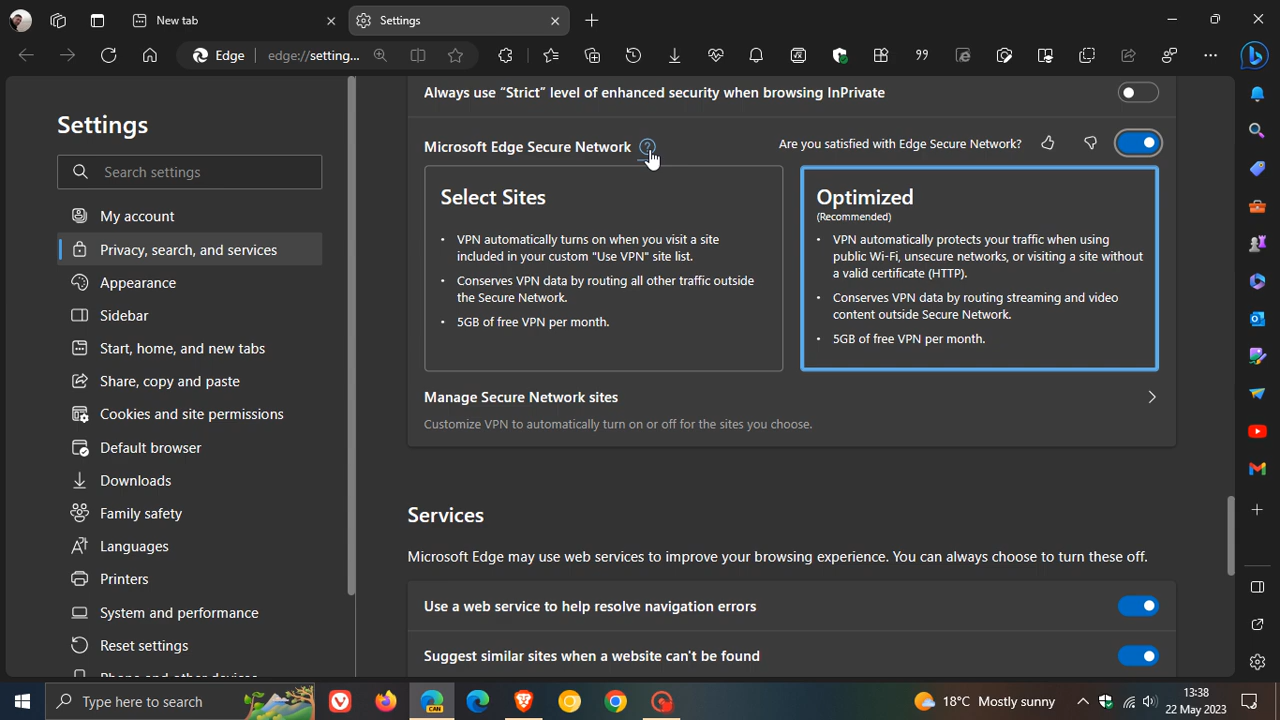 New tab
Settings
Edge
edge://setting...
Settings
Search settings
My account
Privacy, search, and services
Appearance
Sidebar
Start, home, and new tabs
Share, copy and paste
Cookies and site permissions
Default browser
Downloads
Family safety
Languages
Printers
System and performance
Reset settings
Phone and other devices
Always use “Strict” level of enhanced security when browsing InPrivate
Microsoft Edge Secure Network
Are you satisfied with Edge Secure Network?
Select Sites
• VPN automatically turns on when you visit a site
included in your custom "Use VPN" site list.
• Conserves VPN data by routing all other traffic outside
the Secure Network.
• 5GB of free VPN per month.
Optimized
(Recommended)
• VPN automatically protects your traffic when using
public Wi-Fi, unsecure networks, or visiting a site without
a valid certificate (HTTP).
• Conserves VPN data by routing streaming and video
content outside Secure Network.
• 5GB of free VPN per month.
Manage Secure Network sites
Customize VPN to automatically turn on or off for the sites you choose.
Services
Microsoft Edge may use web services to improve your browsing experience. You can always choose to turn these off.
Use a web service to help resolve navigation errors
Suggest similar sites when a website can't be found
Type here to search
CAN
18°C Mostly sunny
13:38
22 May 2023